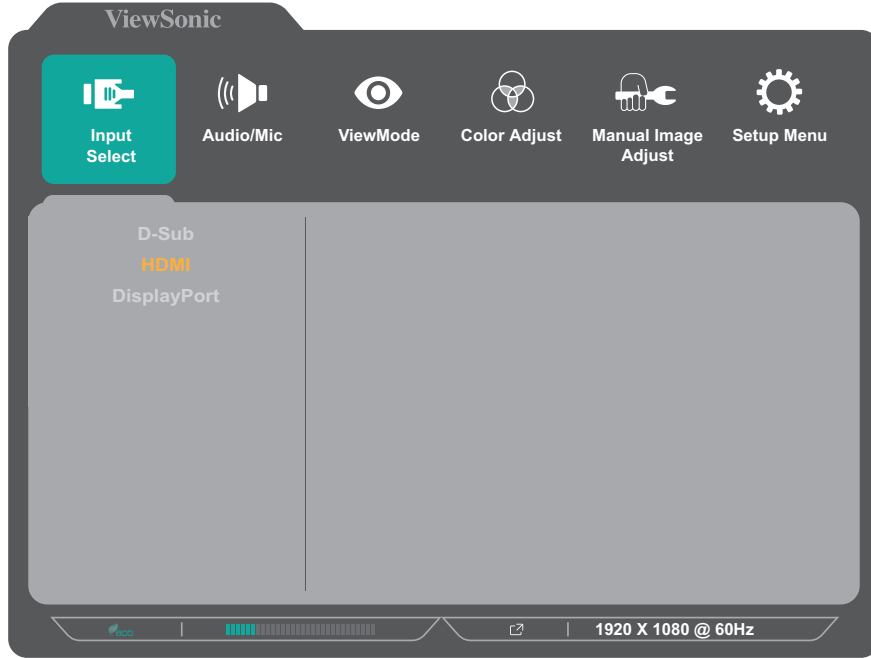 ViewSonic
Input
Select
Audio/Mic
ViewMode
Color Adjust
Manual Image
Adjust
Setup Menu
D-Sub
HDMI
DisplayPort
eco
1920 X 1080 @ 60Hz